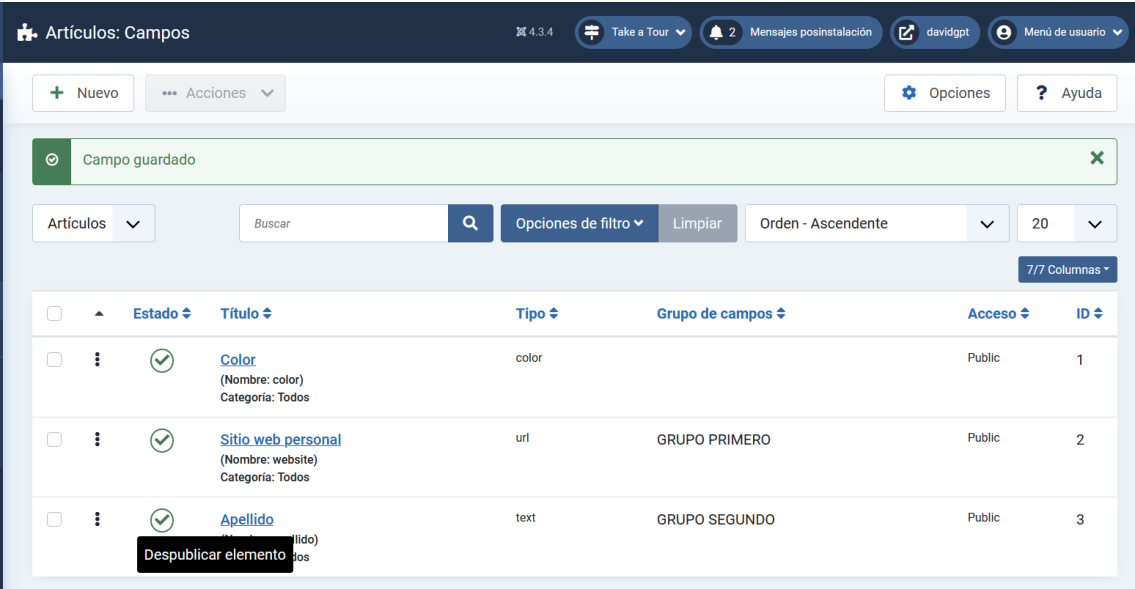 Artículos: Campos
4.3.4
Take a Tour
2 Mensajes posinstalación
davidgpt
Menú de usuario
+ Nuevo
Acciones
Opciones
? Ayuda
Campo guardado
Artículos
Buscar
Opciones de filtro
Limpiar
Orden - Ascendente
20
7/7 Columnas
Estado Título Tipo Grupo de campos Acceso ID
Color color Public 1
(Nombre: color)
Categoría: Todos
Sitio web personal url GRUPO PRIMERO Public 2
(Nombre: website)
Categoría: Todos
Apellido text GRUPO SEGUNDO Public 3
Despublicar elemento